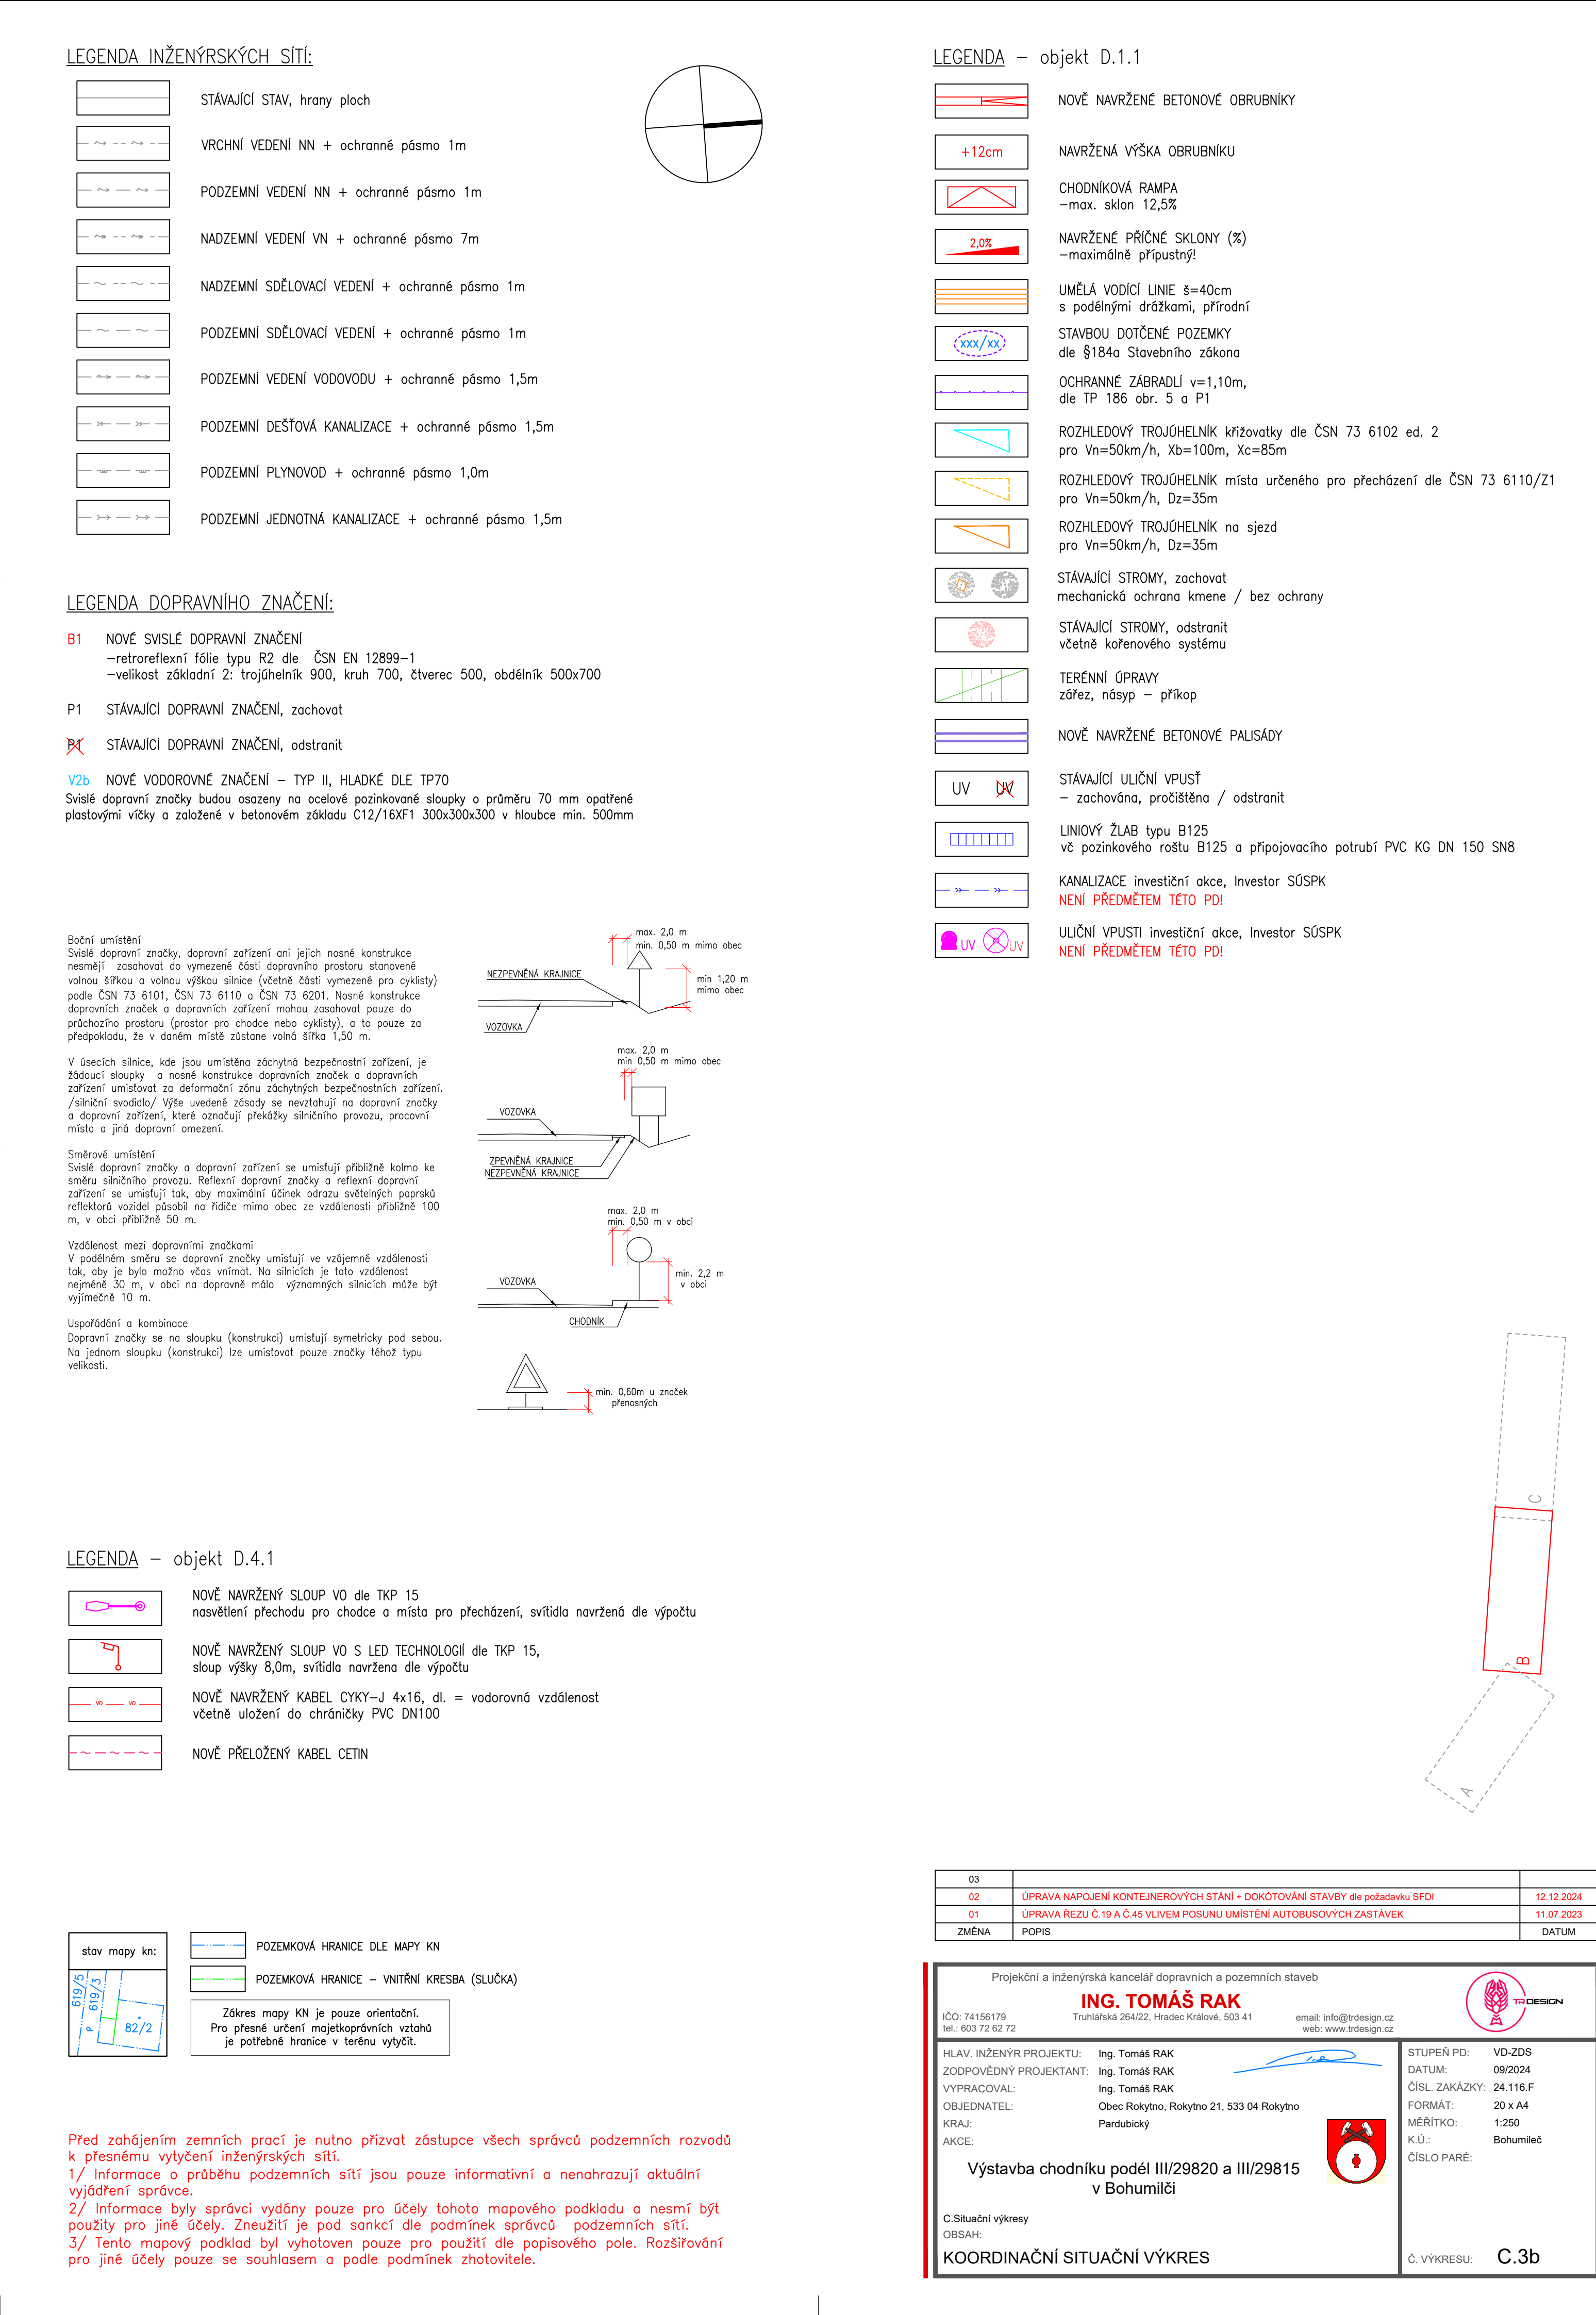 LEGENDA INŽENÝRSKÝCH SÍTÍ:
STÁVAJÍCÍ STAV, hrany ploch
VRCHNÍ VEDENÍ NN + ochranné pásmo 1m
PODZEMNÍ VEDENÍ NN + ochranné pásmo 1m
NADZEMNÍ VEDENÍ VN + ochranné pásmo 7m
NADZEMNÍ SDĚLOVACÍ VEDENÍ + ochranné pásmo 1m
PODZEMNÍ SDĚLOVACÍ VEDENÍ + ochranné pásmo 1m
PODZEMNÍ VEDENÍ VODOVODU + ochranné pásmo 1,5m
PODZEMNÍ DEŠŤOVÁ KANALIZACE + ochranné pásmo 1,5m
PODZEMNÍ PLYNOVOD + ochranné pásmo 1,0m
PODZEMNÍ JEDNOTNÁ KANALIZACE + ochranné pásmo 1,5m
LEGENDA DOPRAVNÍHO ZNAČENÍ:
B1 NOVÉ SVISLÉ DOPRAVNÍ ZNAČENÍ
-retroreflexní fólie typu R2 dle ČSN EN 12899-1
-velikost základní 2: trojúhelník 900, kruh 700, čtverec 500, obdélník 500x700
P1 STÁVAJÍCÍ DOPRAVNÍ ZNAČENÍ, zachovat
P1 STÁVAJÍCÍ DOPRAVNÍ ZNAČENÍ, odstranit
V2b NOVÉ VODOROVNÉ ZNAČENÍ - TYP II, HLADKÉ DLE TP70
Svislé dopravní značky budou osazeny na ocelové pozinkované sloupky o průměru 70 mm opatřené
plastovými víčky a založené v betonovém základu C12/16XF1 300x300x300 v hloubce min. 500mm
Boční umístění
Svislé dopravní značky, dopravní zařízení ani jejich nosné konstrukce
nesmějí zasahovat do vymezené části dopravního prostoru stanovené
volnou šířkou a volnou výškou silnice (včetně části vymezené pro cyklisty)
podle ČSN 73 6101, ČSN 73 6110 a ČSN 73 6201. Nosné konstrukce
dopravních značek a dopravních zařízení mohou zasahovat pouze do
průchozího prostoru (prostor pro chodce nebo cyklisty), a to pouze za
předpokladu, že v daném místě zůstane volná šířka 1,50 m.
V úsecích silnice, kde jsou umístěna záchytná bezpečnostní zařízení, je
žádoucí sloupky a nosné konstrukce dopravních značek a dopravních
zařízení umisťovat za deformační zónu záchytných bezpečnostních zařízení.
/silniční svodidlo/ Výše uvedené zásady se nevztahují na dopravní značky
a dopravní zařízení, které označují překážky silničního provozu, pracovní
místa a jiná dopravní omezení.
Směrové umístění
Svislé dopravní značky a dopravní zařízení se umisťují přibližně kolmo ke
směru silničního provozu. Reflexní dopravní značky a reflexní dopravní
zařízení se umisťují tak, aby maximální účinek odrazu světelných paprsků
reflektorů vozidel působil na řidiče mimo obec ze vzdálenosti přibližně 100
m, v obci přibližně 50 m.
Vzdálenost mezi dopravními značkami
V podélném směru se dopravní značky umisťují ve vzájemné vzdálenosti
tak, aby je bylo možno včas vnímat. Na silnicích je tato vzdálenost
nejméně 30 m, v obci na dopravně málo významných silnicích může být
vyjímečně 10 m.
Uspořádání a kombinace
Dopravní značky se na sloupku (konstrukci) umisťují symetricky pod sebou.
Na jednom sloupku (konstrukci) lze umisťovat pouze značky téhož typu
velikosti.
max. 2,0 m
min. 0,50 m mimo obec
NEZPEVNĚNÁ KRAJNICE
min 1,20 m
mimo obec
VOZOVKA
max. 2,0 m
min 0,50 m mimo obec
VOZOVKA
ZPEVNĚNÁ KRAJNICE
NEZPEVNĚNÁ KRAJNICE
max. 2,0 m
min. 0,50 m v obci
min. 2,2 m
v obci
VOZOVKA
CHODNÍK
min. 0,60m u značek
přenosných
LEGENDA - objekt D.4.1
NOVĚ NAVRŽENÝ SLOUP VO dle TKP 15
nasvětlení přechodu pro chodce a místa pro přecházení, svítidla navržená dle výpočtu
NOVĚ NAVRŽENÝ SLOUP VO S LED TECHNOLOGIÍ dle TKP 15,
sloup výšky 8,0m, svítidla navržena dle výpočtu
VO VO
NOVĚ NAVRŽENÝ KABEL CYKY-J 4x16, dl. = vodorovná vzdálenost
včetně uložení do chráničky PVC DN100
NOVĚ PŘELOŽENÝ KABEL CETIN
stav mapy kn:
619/5
619/3
P
82/2
POZEMKOVÁ HRANICE DLE MAPY KN
POZEMKOVÁ HRANICE - VNITŘNÍ KRESBA (SLUČKA)
Zákres mapy KN je pouze orientační.
Pro přesné určení majetkoprávních vztahů
je potřebné hranice v terénu vytyčit.
Před zahájením zemních prací je nutno přizvat zástupce všech správců podzemních rozvodů
k přesnému vytyčení inženýrských sítí.
1/ Informace o průběhu podzemních sítí jsou pouze informativní a nenahrazují aktuální
vyjádření správce.
2/ Informace byly správci vydány pouze pro účely tohoto mapového podkladu a nesmí být
použity pro jiné účely. Zneužití je pod sankcí dle podmínek správců podzemních sítí.
3/ Tento mapový podklad byl vyhotoven pouze pro použití dle popisového pole. Rozšiřování
pro jiné účely pouze se souhlasem a podle podmínek zhotovitele.
LEGENDA - objekt D.1.1
NOVĚ NAVRŽENÉ BETONOVÉ OBRUBNÍKY
+12cm
NAVRŽENÁ VÝŠKA OBRUBNÍKU
CHODNÍKOVÁ RAMPA
-max. sklon 12,5%
2,0%
NAVRŽENÉ PŘÍČNÉ SKLONY (%)
-maximálně přípustný!
UMĚLÁ VODÍCÍ LINIE š=40cm
s podélnými drážkami, přírodní
xxx/xx
STAVBOU DOTČENÉ POZEMKY
dle §184a Stavebního zákona
OCHRANNÉ ZÁBRADLÍ v=1,10m,
dle TP 186 obr. 5 a P1
ROZHLEDOVÝ TROJÚHELNÍK křižovatky dle ČSN 73 6102 ed. 2
pro Vn=50km/h, Xb=100m, Xc=85m
ROZHLEDOVÝ TROJÚHELNÍK místa určeného pro přecházení dle ČSN 73 6110/Z1
pro Vn=50km/h, Dz=35m
ROZHLEDOVÝ TROJÚHELNÍK na sjezd
pro Vn=50km/h, Dz=35m
STÁVAJÍCÍ STROMY, zachovat
mechanická ochrana kmene / bez ochrany
STÁVAJÍCÍ STROMY, odstranit
včetně kořenového systému
TERÉNNÍ ÚPRAVY
zářez, násyp - příkop
NOVĚ NAVRŽENÉ BETONOVÉ PALISÁDY
UV UV
STÁVAJÍCÍ ULIČNÍ VPUSŤ
- zachována, pročištěna / odstranit
LINIOVÝ ŽLAB typu B125
vč pozinkového roštu B125 a připojovacího potrubí PVC KG DN 150 SN8
KANALIZACE investiční akce, Investor SÚSPK
NENÍ PŘEDMĚTEM TÉTO PD!
UV UV
ULIČNÍ VPUSTI investiční akce, Investor SÚSPK
NENÍ PŘEDMĚTEM TÉTO PD!
C
B
A
03
02 ÚPRAVA NAPOJENÍ KONTEJNEROVÝCH STÁNÍ + DOKÓTOVÁNÍ STAVBY dle požadavku SFDI 12.12.2024
01 ÚPRAVA ŘEZU Č.19 A Č.45 VLIVEM POSUNU UMÍSTĚNÍ AUTOBUSOVÝCH ZASTÁVEK 11.07.2023
ZMĚNA POPIS DATUM
Projekční a inženýrská kancelář dopravních a pozemních staveb
ING. TOMÁŠ RAK
IČO: 74156179 Truhlářská 264/22, Hradec Králové, 503 41 email: info@trdesign.cz
tel.: 603 72 62 72 web: www.trdesign.cz
TR DESIGN
HLAV. INŽENÝR PROJEKTU: Ing. Tomáš RAK
ZODPOVĚDNÝ PROJEKTANT: Ing. Tomáš RAK
VYPRACOVAL: Ing. Tomáš RAK
OBJEDNATEL: Obec Rokytno, Rokytno 21, 533 04 Rokytno
KRAJ: Pardubický
AKCE:
Výstavba chodníku podél III/29820 a III/29815
v Bohumilči
C.Situační výkresy
OBSAH:
KOORDINAČNÍ SITUAČNÍ VÝKRES
STUPEŇ PD: VD-ZDS
DATUM: 09/2024
ČÍSL. ZAKÁZKY: 24.116.F
FORMÁT: 20 x A4
MĚŘÍTKO: 1:250
K.Ú.: Bohumileč
ČÍSLO PARÉ:
Č. VÝKRESU: C.3b